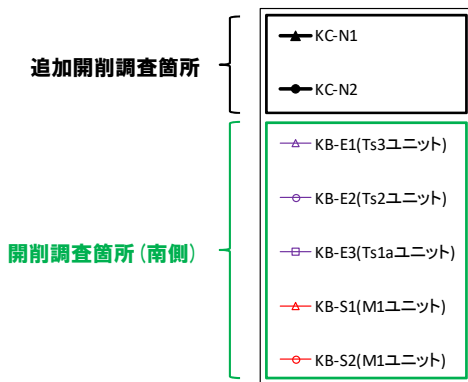 追加開削調査箇所
KC-N1
KC-N2
開削調査箇所（南側）
KB-E1(Ts3ユニット)
KB-E2(Ts2ユニット)
KB-E3(Ts1aユニット)
KB-S1(M1ユニット)
KB-S2(M1ユニット)